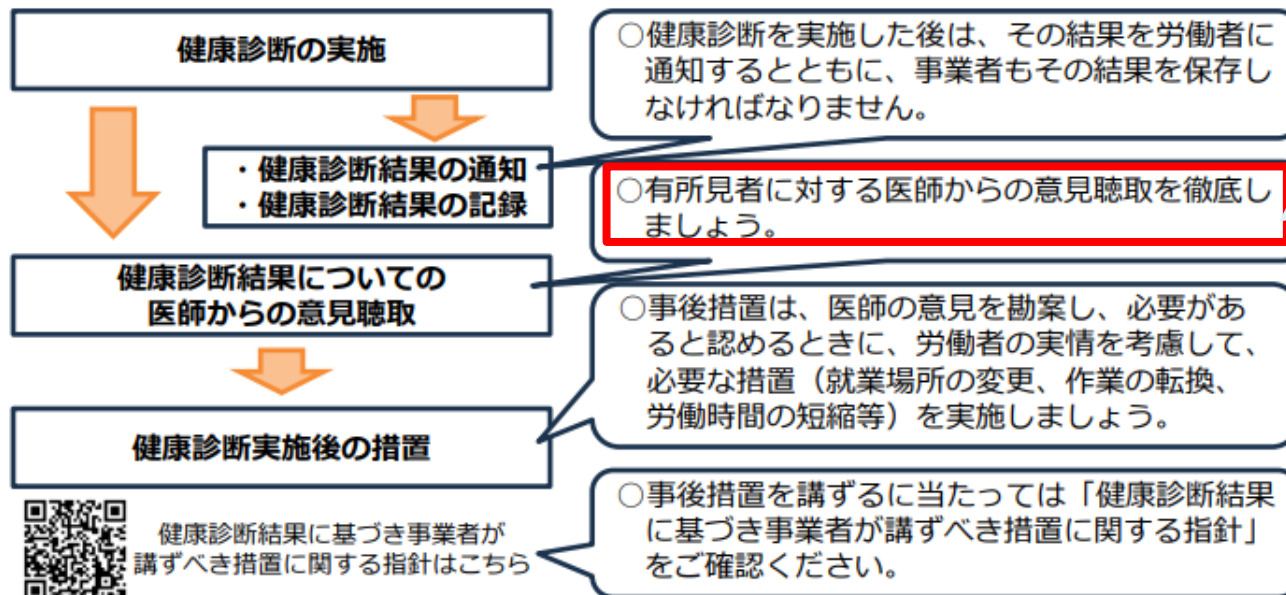 健康診断の実施
○健康診断を実施した後は、その結果を労働者に
通知するとともに、事業者もその結果を保存し
なければなりません。
・健康診断結果の通知
・健康診断結果の記録
○有所見者に対する医師からの意見聴取を徹底し
ましょう。
健康診断結果についての
医師からの意見聴取
○事後措置は、医師の意見を勘案し、必要があ
ると認めるときに、労働者の実情を考慮して、
必要な措置（就業場所の変更、作業の転換、
労働時間の短縮等）を実施しましょう。
健康診断実施後の措置
健康診断結果に基づき事業者が
講ずべき措置に関する指針はこちら
○事後措置を講ずるに当たっては「健康診断結果
に基づき事業者が講ずべき措置に関する指針」
をご確認ください。